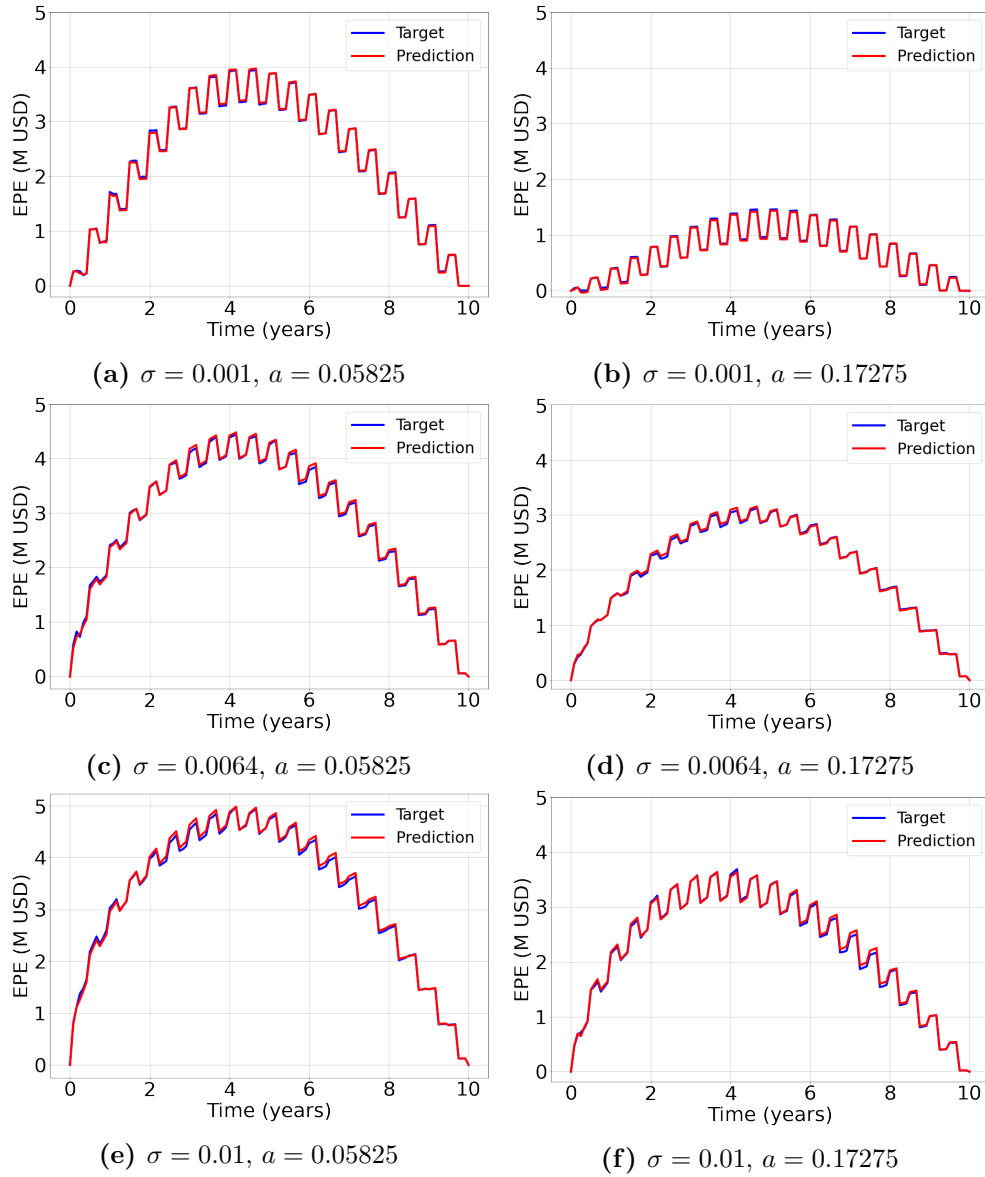 5
4
3
2
1
0
EPE (M USD)
Target
Prediction
0 2 4 6 8 10
Time (years)
(a) σ = 0.001, a = 0.05825
5
4
3
2
1
0
EPE (M USD)
Target
Prediction
0 2 4 6 8 10
Time (years)
(b) σ = 0.001, a = 0.17275
5
4
3
2
1
0
EPE (M USD)
Target
Prediction
0 2 4 6 8 10
Time (years)
(c) σ = 0.0064, a = 0.05825
5
4
3
2
1
0
EPE (M USD)
Target
Prediction
0 2 4 6 8 10
Time (years)
(d) σ = 0.0064, a = 0.17275
5
4
3
2
1
0
EPE (M USD)
Target
Prediction
0 2 4 6 8 10
Time (years)
(e) σ = 0.01, a = 0.05825
5
4
3
2
1
0
EPE (M USD)
Target
Prediction
0 2 4 6 8 10
Time (years)
(f) σ = 0.01, a = 0.17275